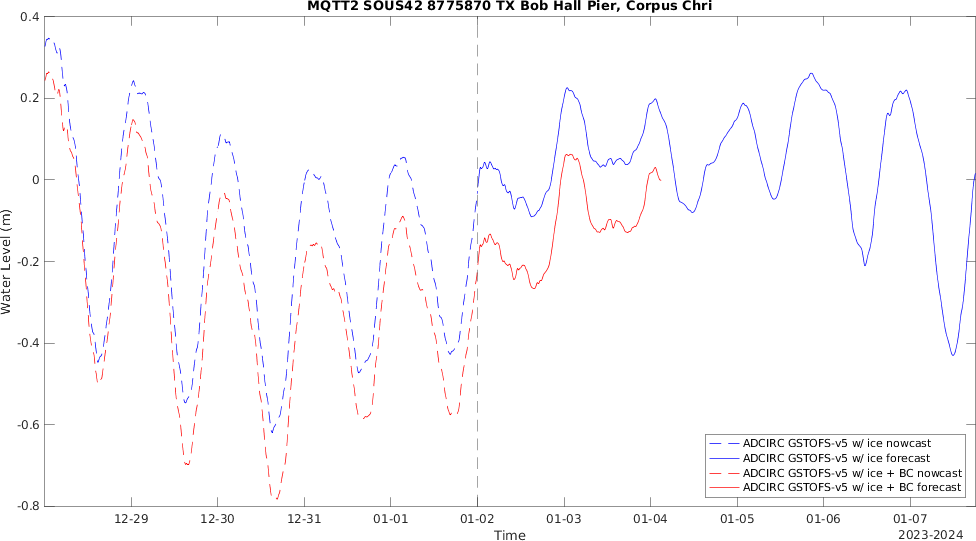 MQTT2 SOUS42 8775870 TX Bob Hall Pier, Corpus Chri
0.4
0.2
0
-0.2
-0.4
-0.6
-0.8
Water Level (m)
ADCIRC GSTOFS-v5 w/ ice nowcast
ADCIRC GSTOFS-v5 w/ ice forecast
ADCIRC GSTOFS-v5 w/ ice + BC nowcast
ADCIRC GSTOFS-v5 w/ ice + BC forecast
12-29 12-30 12-31 01-01 01-02 01-03 01-04 01-05 01-06 01-07
Time
2023-2024